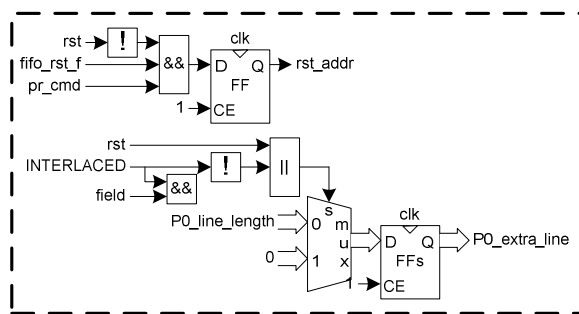 clk
rst ! && D Q rst_addr
fifo_rst_f FF
pr_cmd
1 CE
rst
INTERLACED ! ||
field &&
s clk
P0_line_length 0 m
u D Q P0_extra_line
0 1 x FFs
1 CE